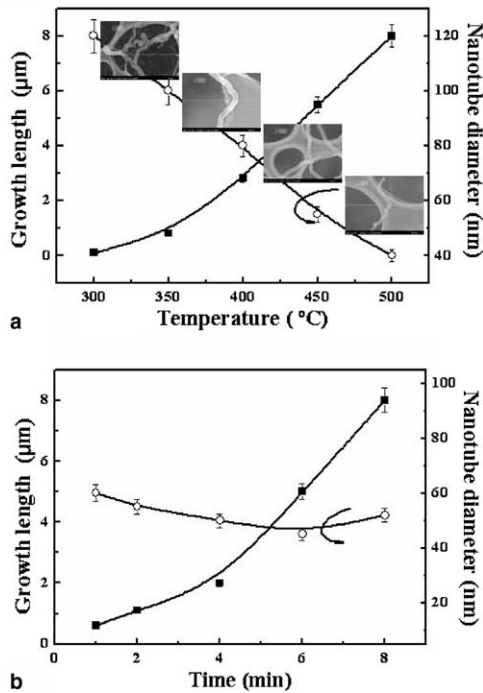 Growth length (μm)
8
6
4
2
0
120
100
80
60
40
Nanotube diameter (nm)
300 350 400 450 500
Temperature ( °C)
a
Growth length (μm)
8
6
4
2
0
100
80
60
40
20
Nanotube diameter (nm)
0 2 4 6 8
Time (min)
b